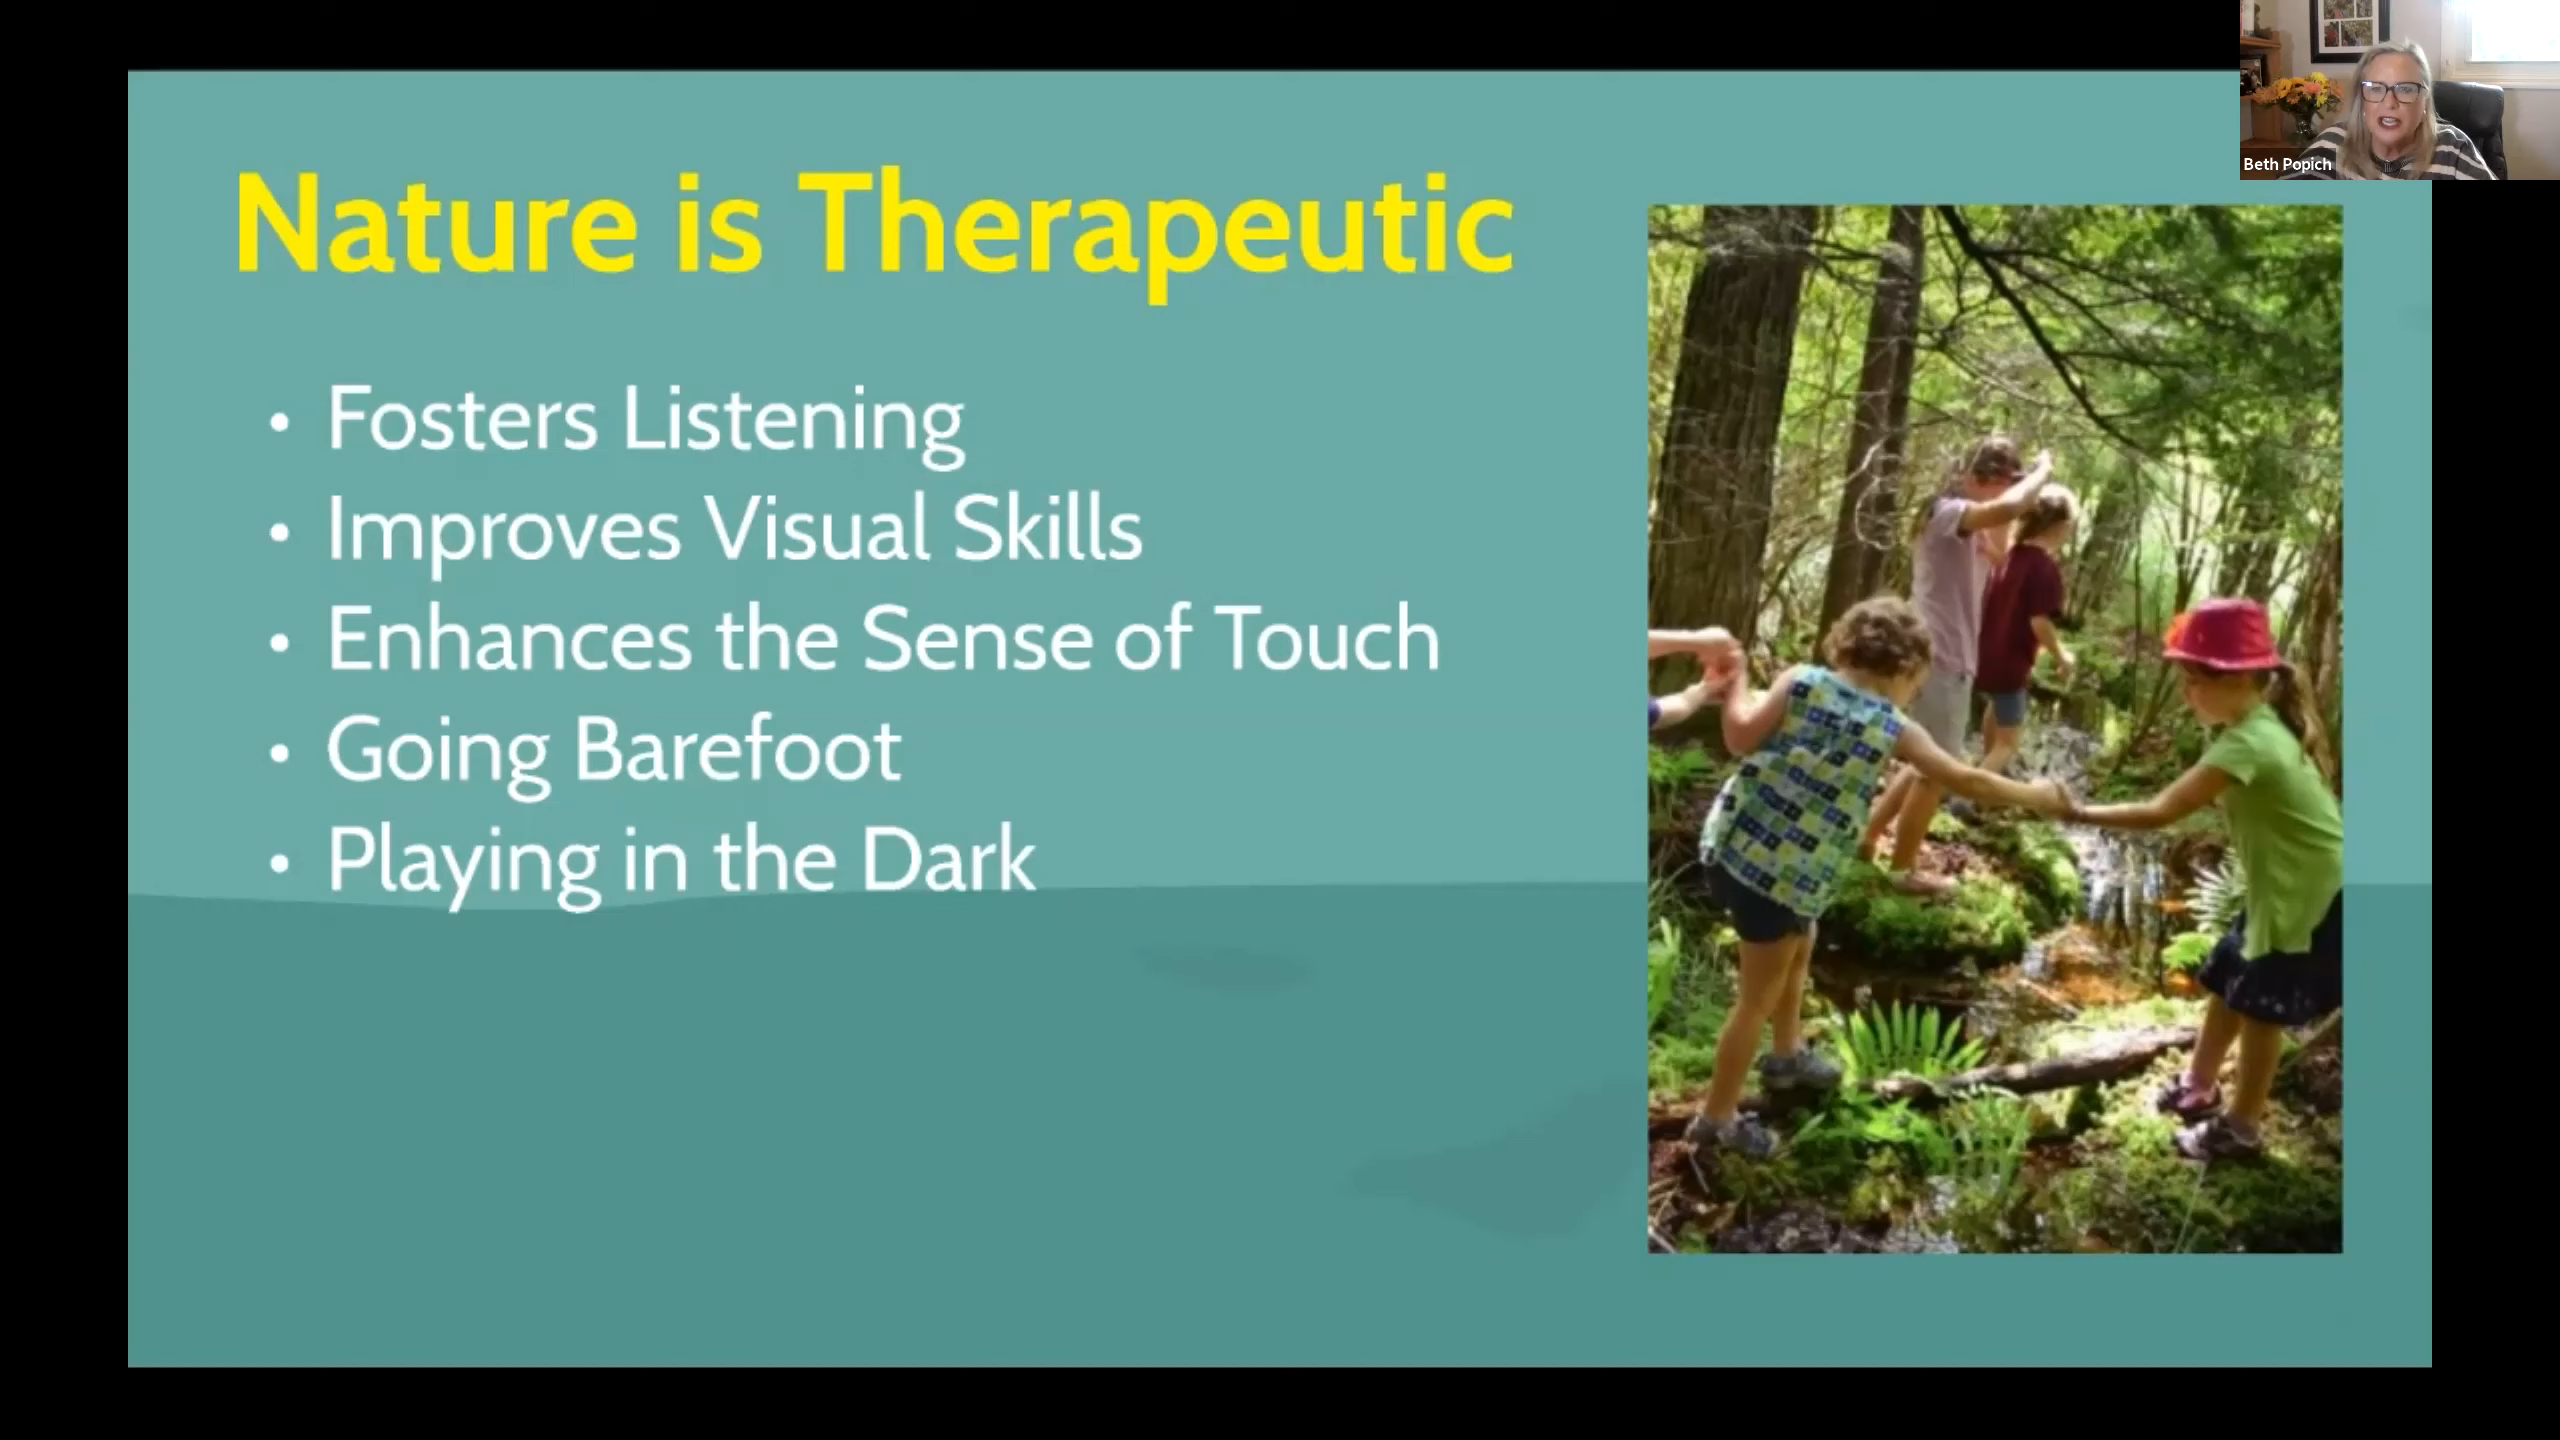 Nature is Therapeutic
• Fosters Listening
• Improves Visual Skills
• Enhances the Sense of Touch
• Going Barefoot
• Playing in the Dark
Beth Popich